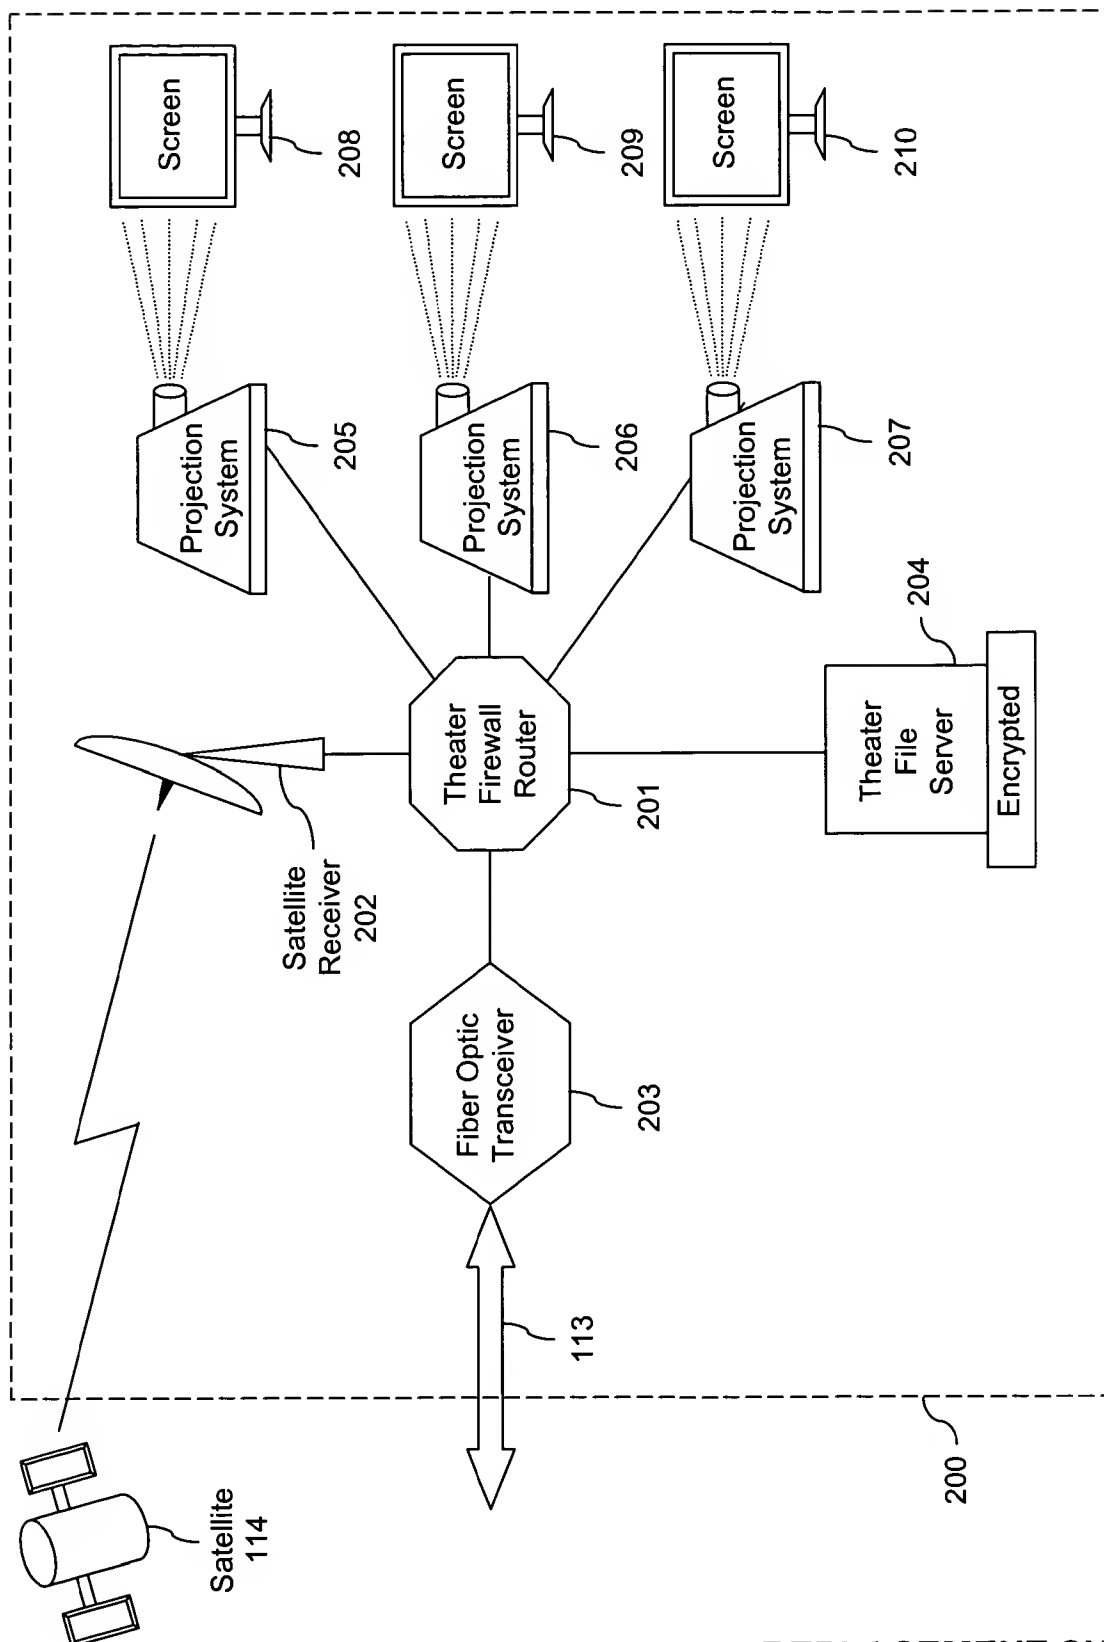 Satellite
114
200
113
Fiber Optic
Transceiver
203
Satellite
Receiver
202
Theater
Firewall
Router
201
Theater
File
Server
204
Encrypted
Projection
System
205
Projection
System
206
Projection
System
207
Screen
208
Screen
209
Screen
210